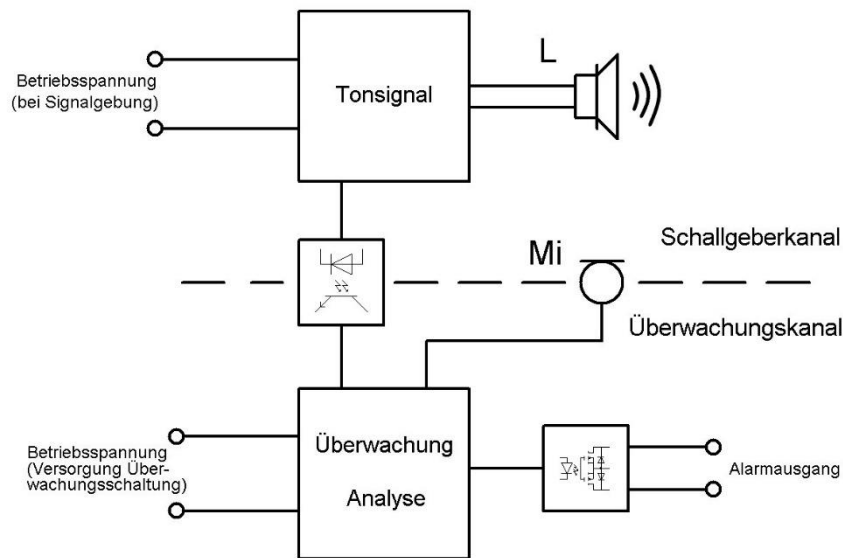 Betriebsspannung
(bei Signalgebung)
Tonsignal
L
Mi
Schallgeberkanal
Überwachungskanal
Betriebsspannung
(Versorgung Über-
wachungsschaltung)
Überwachung
Analyse
Alarmausgang